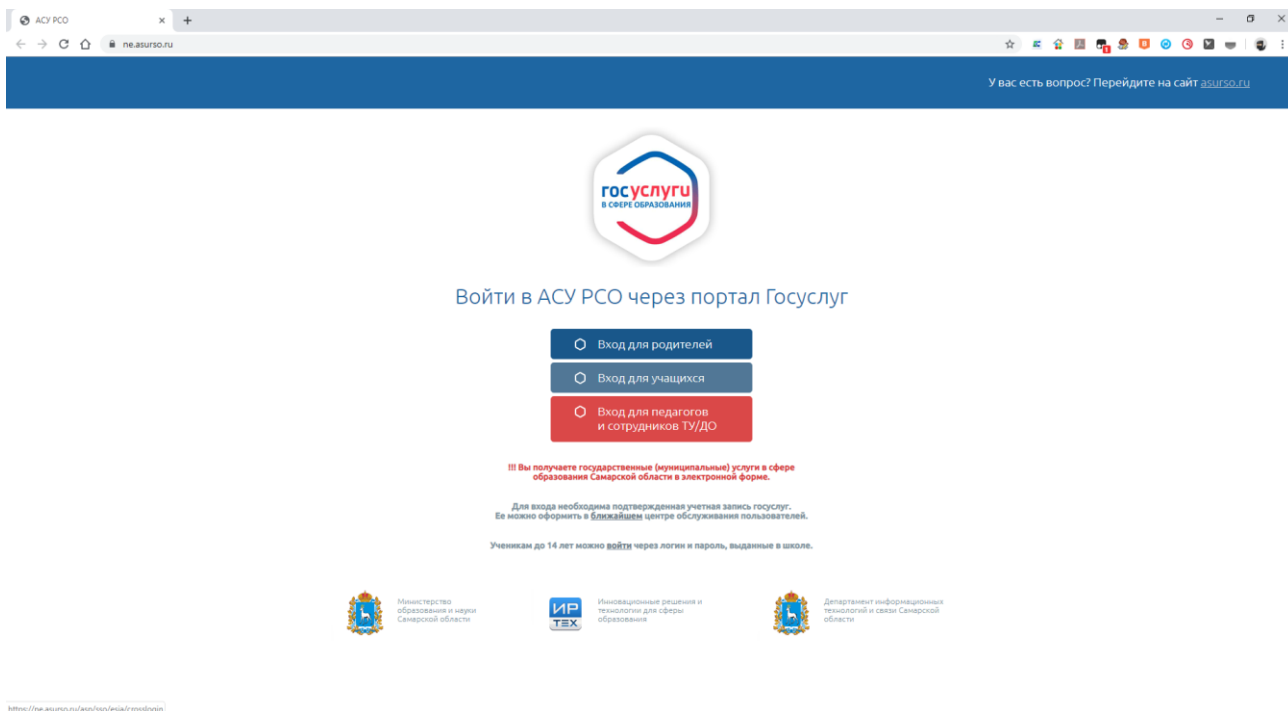 АСУ РСО
ne.asurso.ru
1
У вас есть вопрос? Перейдите на сайт asurso.ru
госуслуги
В СФЕРЕ ОБРАЗОВАНИЯ
Войти в АСУ РСО через портал Госуслуг
Вход для родителей
Вход для учащихся
Вход для педагогов
и сотрудников ТУ/ДО
!!! Вы получаете государственные (муниципальные) услуги в сфере
образования Самарской области в электронной форме.
Для входа необходима подтвержденная учетная запись госуслуг.
Ее можно оформить в ближайшем центре обслуживания пользователей.
Ученикам до 14 лет можно войти через логин и пароль, выданные в школе.
Министерство
образования и науки
Самарской области
ИР
ТЕХ
Инновационные решения и
технологии для сферы
образования
Департамент информационных
технологий и связи Самарской
области
https://ne.asurso.ru/asp/sso/esia/crosslogin